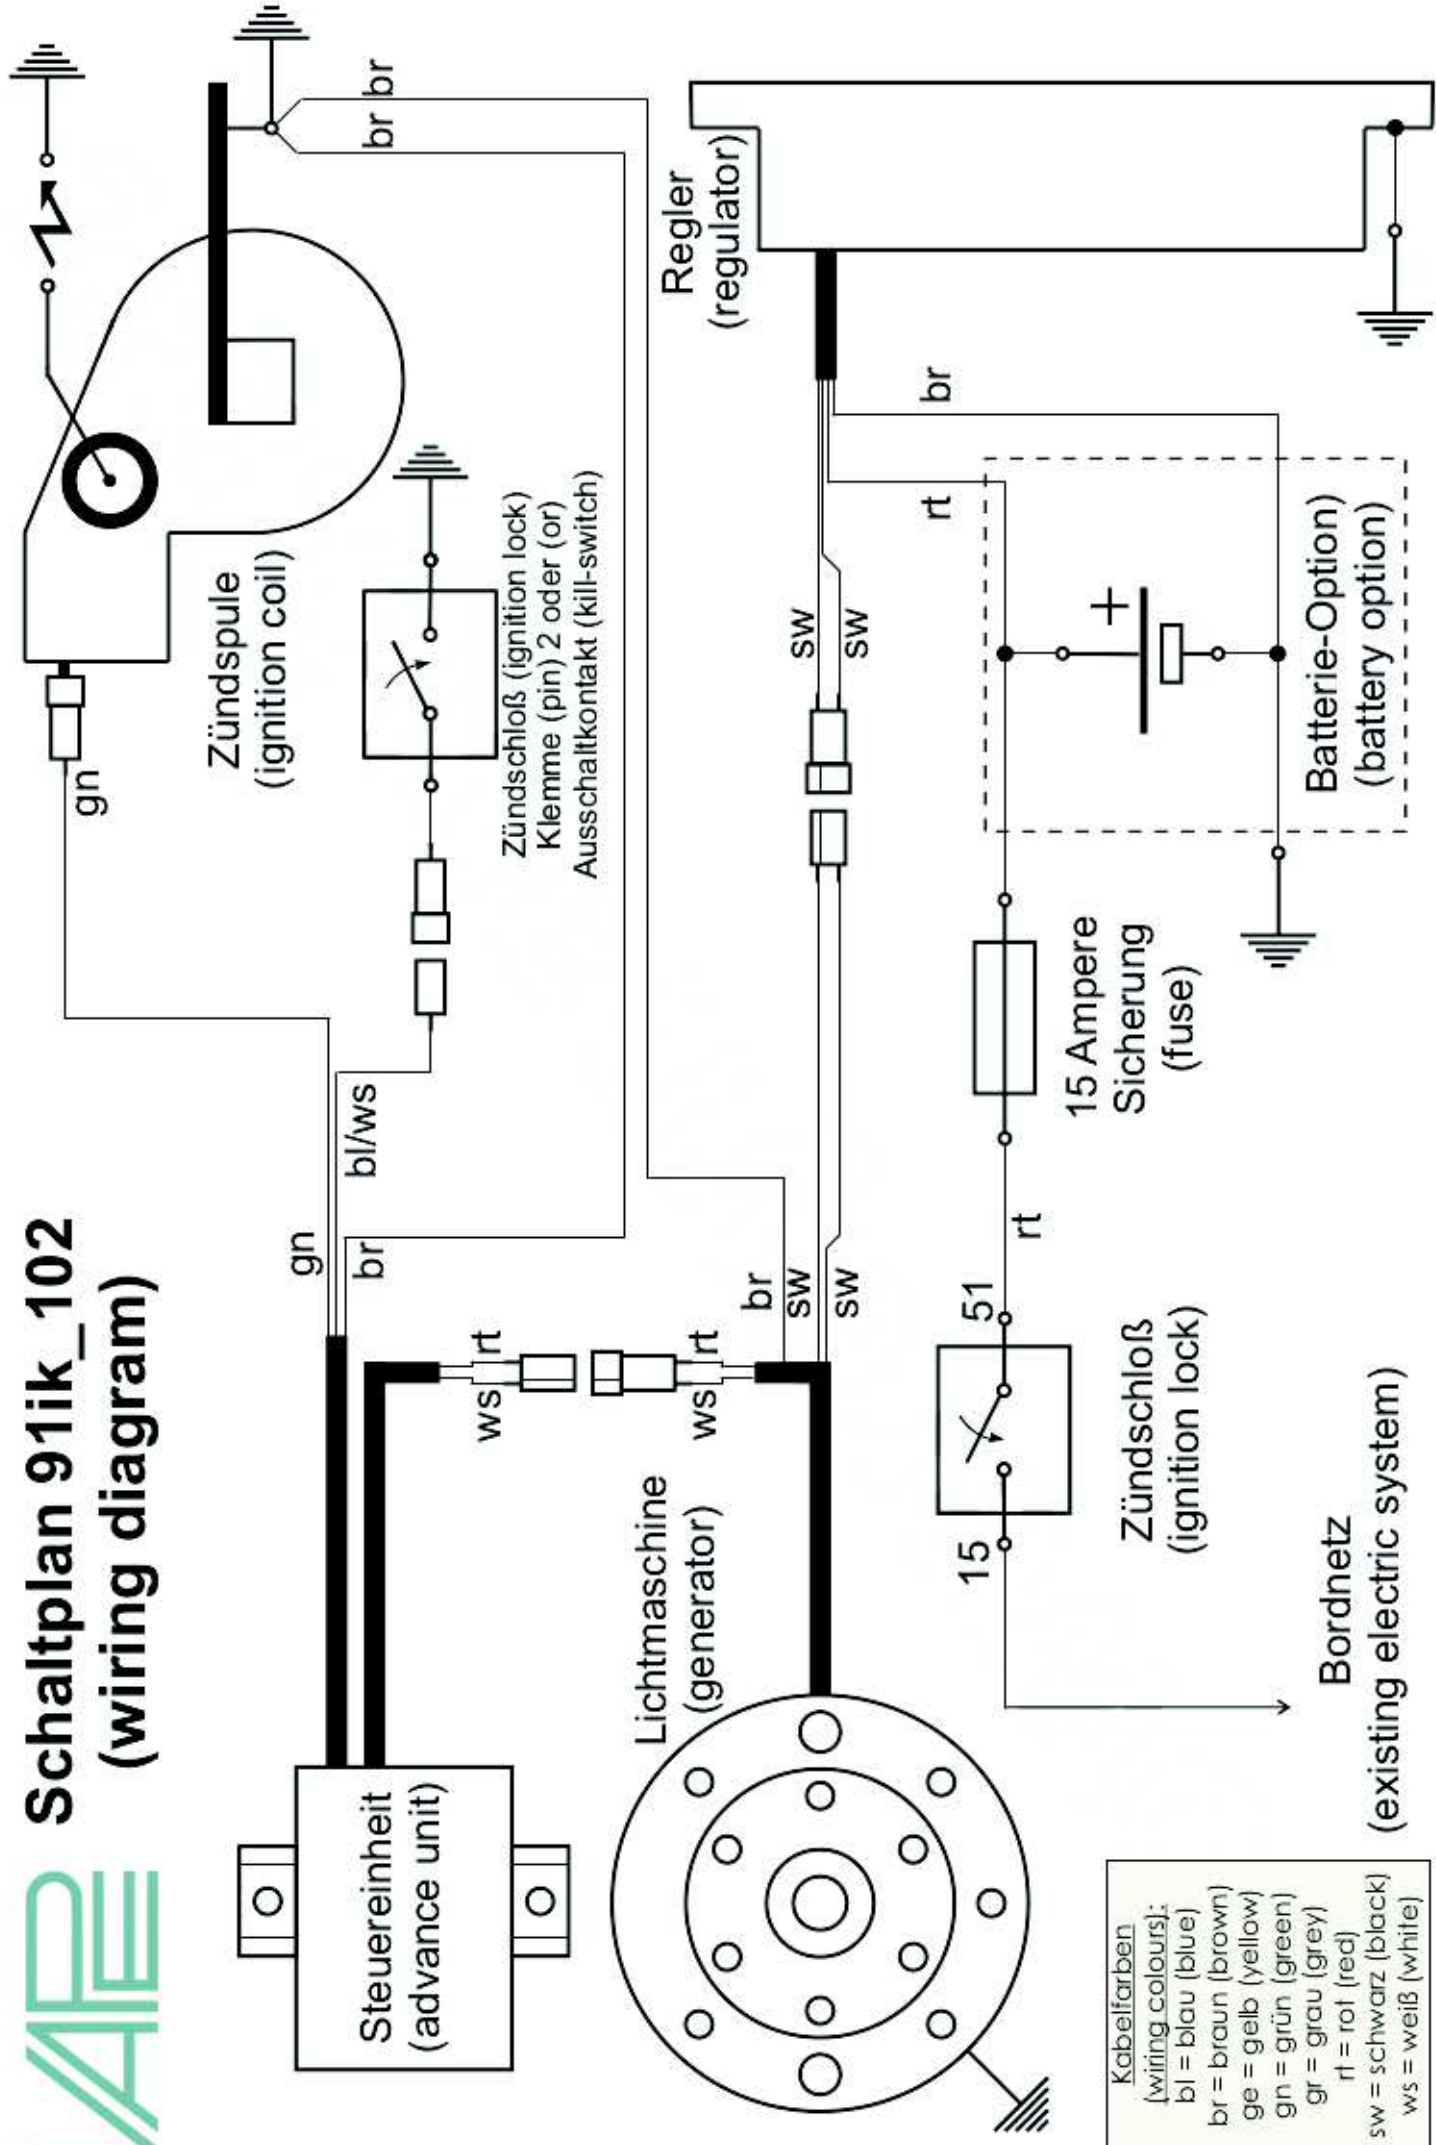 VAPE
Schaltplan 91ik_102
(wiring diagram)
Steuereinheit
(advance unit)
gn
br
bl/ws
gn
Zündspule
(ignition coil)
br
br
Zündschloß (ignition lock)
Klemme (pin) 2 oder (or)
Ausschaltkontakt (kill-switch)
ws
rt
ws
rt
Lichtmaschine
(generator)
br
sw
sw
sw
sw
Regler
(regulator)
rt
br
15
51
rt
Zündschloß
(ignition lock)
15 Ampere
Sicherung
(fuse)
+
Batterie-Option)
(battery option)
Bordnetz
(existing electric system)
Kabelfarben
(wiring colours):
bl = blau (blue)
br = braun (brown)
ge = gelb (yellow)
gn = grün (green)
gr = grau (grey)
rt = rot (red)
sw = schwarz (black)
ws = weiß (white)